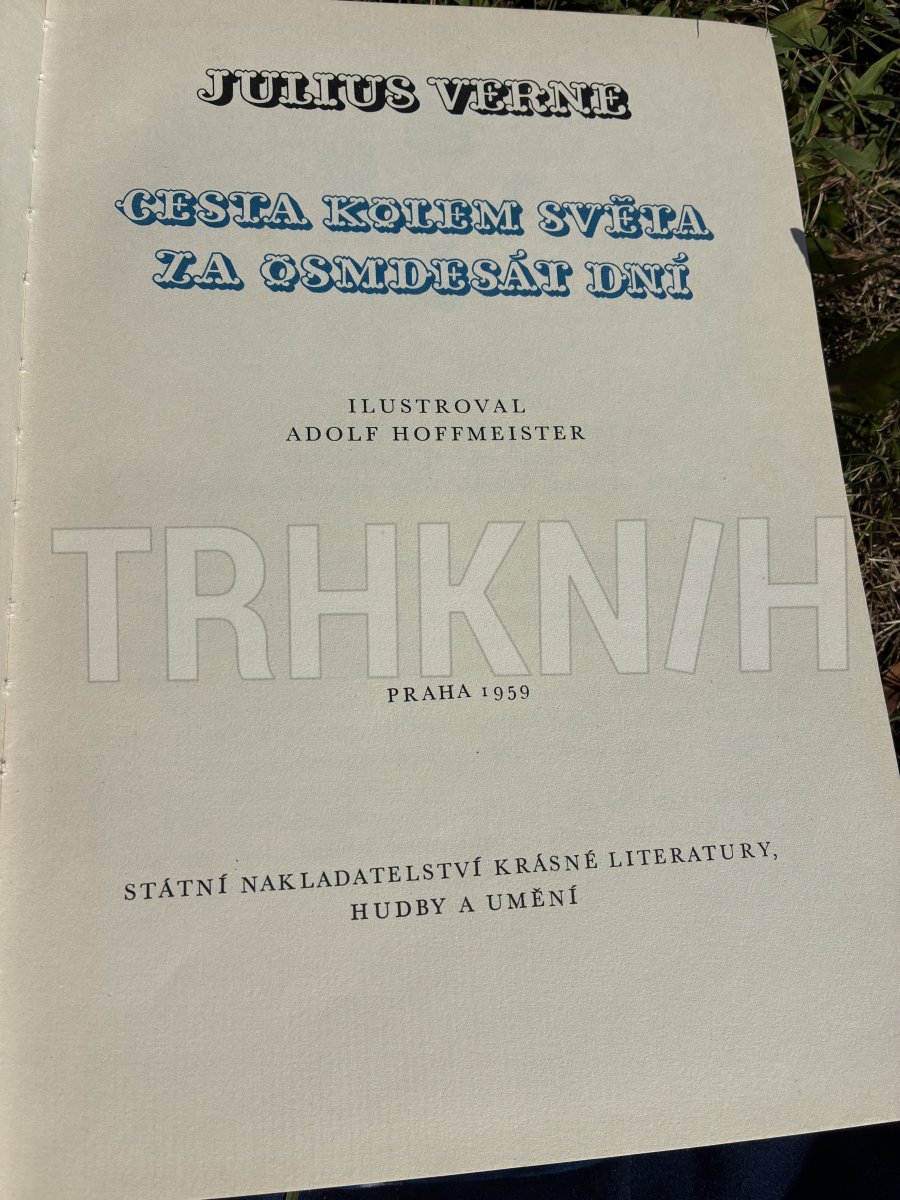 JULIUS VERNE
CESTA KOLEM SVĚTA
ZA OSMDESÁT DNÍ
ILUSTROVAL
ADOLF HOFFMEISTER
TRHKNIH
PRAHA 1959
STÁTNÍ NAKLADATELSTVÍ KRÁSNÉ LITERATURY,
HUDBY A UMĚNÍ